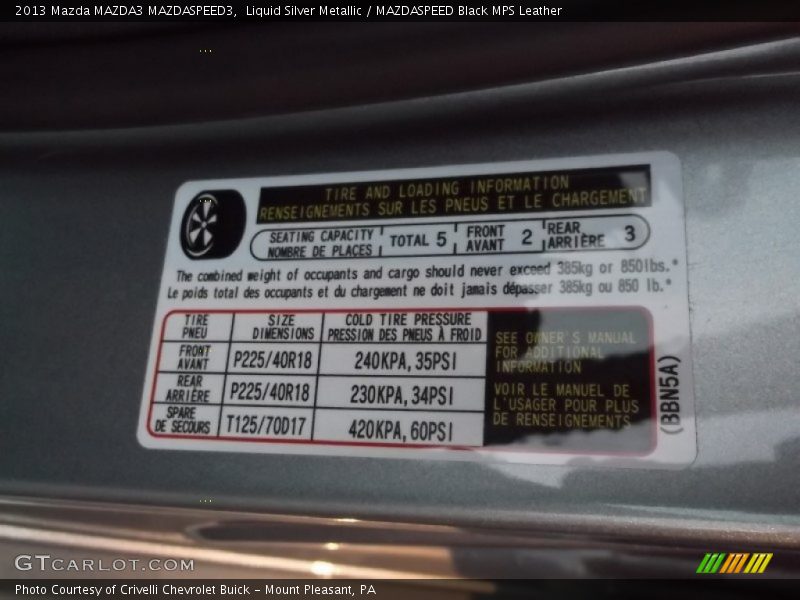 2013 Mazda MAZDA3 MAZDASPEED3, Liquid Silver Metallic / MAZDASPEED Black MPS Leather
TIRE AND LOADING INFORMATION
RENSEIGNEMENTS SUR LES PNEUS ET LE CHARGEMENT
SEATING CAPACITY
NOMBRE DE PLACES
TOTAL 5
FRONT
AVANT
2
REAR
ARRIÈRE
3
The combined weight of occupants and cargo should never exceed 385kg or 850lbs."
Le poids total des occupants et du chargement ne doit jamais dépasser 385kg ou 850 lb."
TIRE
PNEU
SIZE
DIMENSIONS
COLD TIRE PRESSURE
PRESSION DES PNEUS À FROID
FRONT
AVANT
P225/40R18
240KPA,35PSI
REAR
ARRIÈRE
P225/40R18
230KPA,34PSI
SPARE
DE SECOURS
T125/70D17
420KPA,60PSI
SEE OWNER'S MANUAL
FOR ADDITIONAL
INFORMATION
VOIR LE MANUEL DE
L'USAGER POUR PLUS
DE RENSEIGNEMENTS
(BBN5A)
GTCARLOT.COM
Photo Courtesy of Crivelli Chevrolet Buick - Mount Pleasant, PA